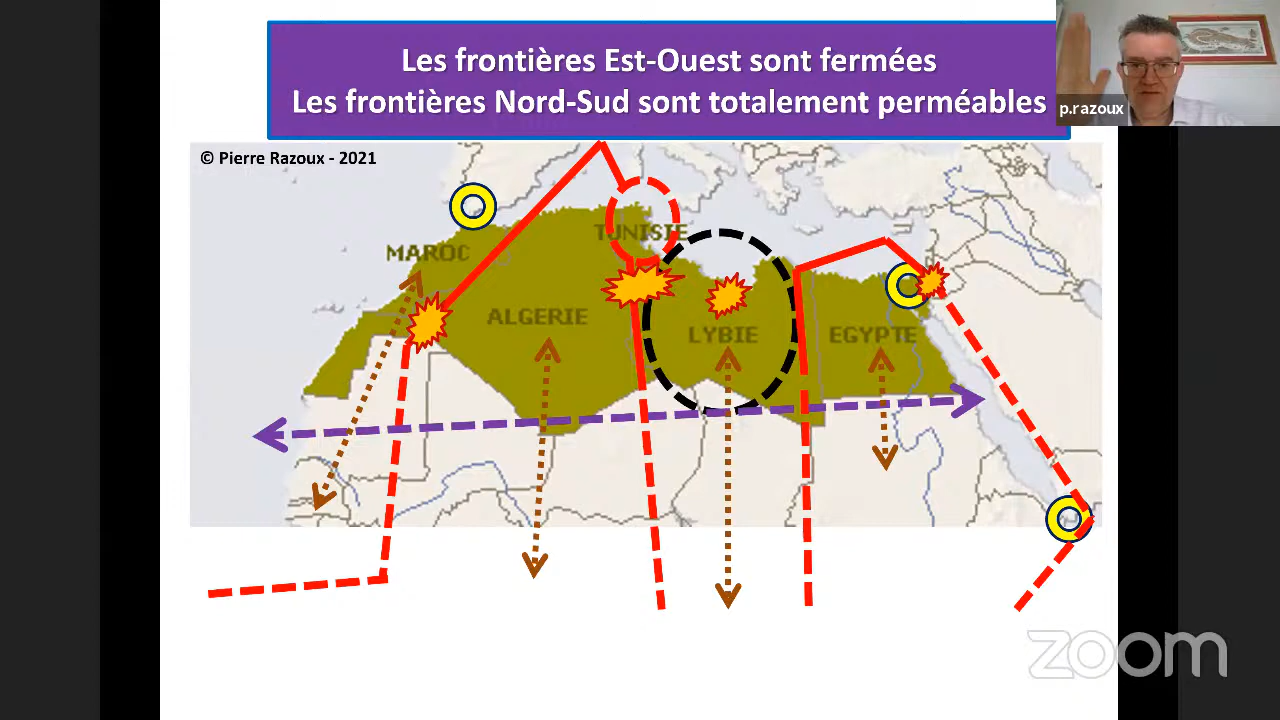 Les frontières Est-Ouest sont fermées
Les frontières Nord-Sud sont totalement perméables
p.razoux
© Pierre Razoux - 2021
TUNISIE
MAROC
ALGERIE
LYBIE
EGYPTE
zoom